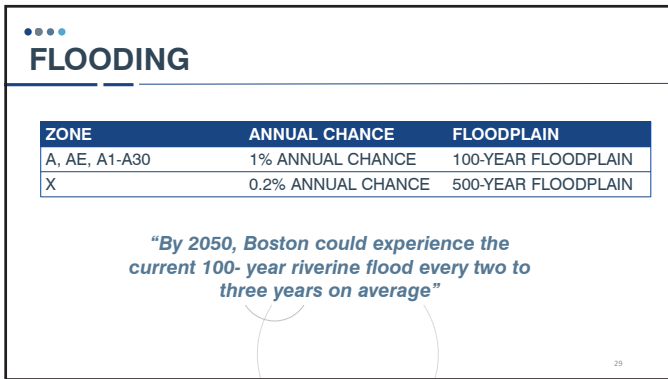 FLOODING
ZONE ANNUAL CHANCE FLOODPLAIN
A, AE, A1-A30 1% ANNUAL CHANCE 100-YEAR FLOODPLAIN
X 0.2% ANNUAL CHANCE 500-YEAR FLOODPLAIN
“By 2050, Boston could experience the
current 100- year riverine flood every two to
three years on average”
29